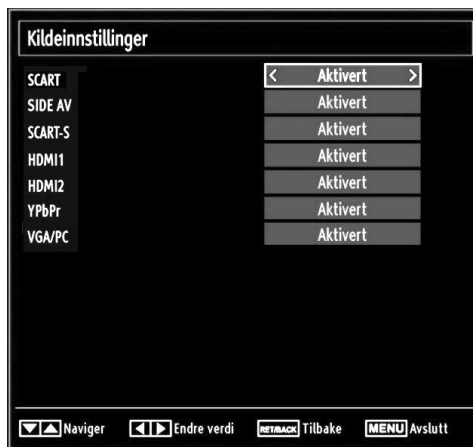 Kildeinnstillinger
SCART < Aktivert >
SIDE AV Aktivert
SCART-S Aktivert
HDMI1 Aktivert
HDMI2 Aktivert
YPbPr Aktivert
VGA/PC Aktivert
Naviger Endre verdi RET/BACK Tilbake MENU Avslutt